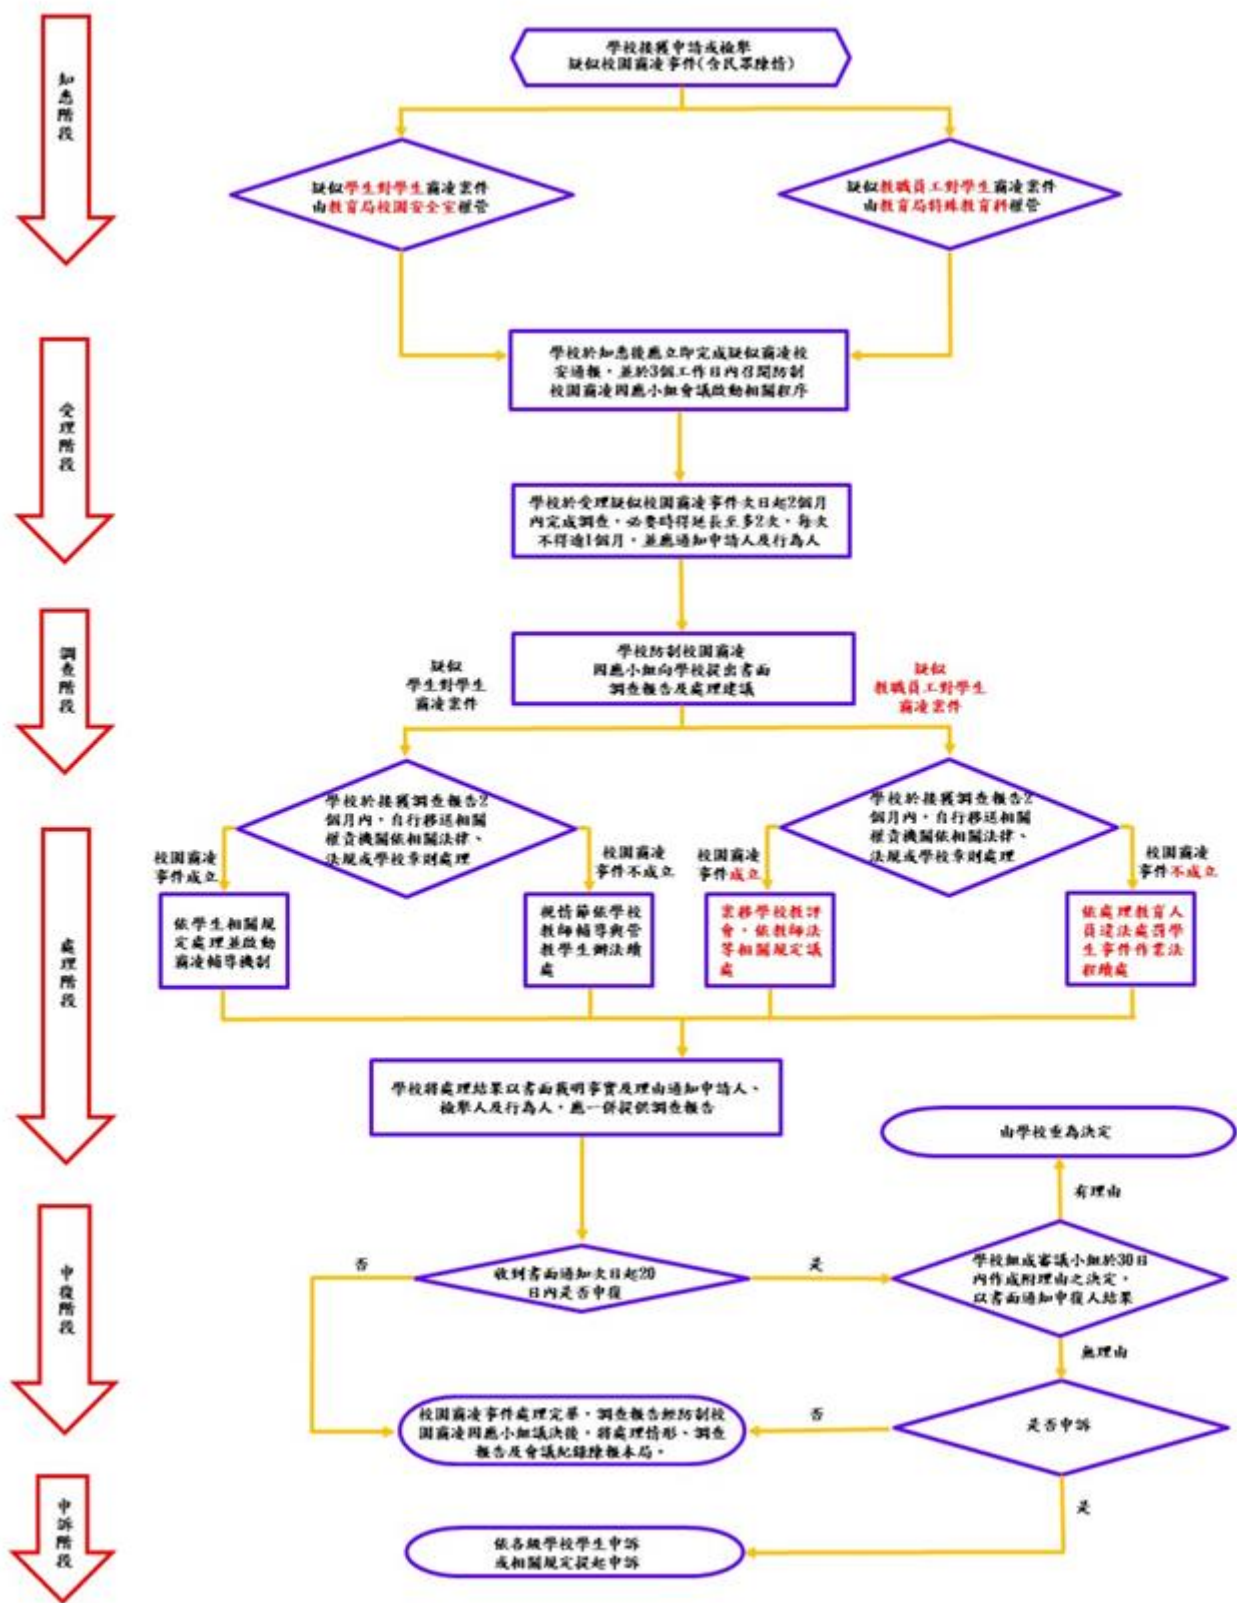 知悉階段
學校接獲申請或檢舉
疑似校園霸凌事件(含民眾陳情)
疑似學生對學生霸凌案件
由教育局校園安全室權管
疑似教職員工對學生霸凌案件
由教育局特殊教育科權管
受理階段
學校於知悉後應立即完成疑似霸凌校
安通報，並於3個工作日內召開防制
校園霸凌因應小組會議啟動相關程序
學校於受理疑似校園霸凌事件次日起2個月
內完成調查，必要時得延長至多2次，每次
不得逾1個月，並應通知申請人及行為人
調查階段
學校防制校園霸凌
因應小組向學校提出書面
調查報告及處理建議
疑似
學生對學生
霸凌案件
疑似
教職員工對學生
霸凌案件
處理階段
學校於接獲調查報告2
個月內，自行移送相關
權責機關依相關法律、
法規或學校章則處理
學校於接獲調查報告2
個月內，自行移送相關
權責機關依相關法律、
法規或學校章則處理
校園霸凌
事件成立
校園霸凌
事件不成立
校園霸凌
事件成立
校園霸凌
事件不成立
依學生相關規
定處理並啟動
霸凌輔導機制
視情節依學校
教師輔導與管
教學生辦法續
處
案移學校教評
會，依教師法
等相關規定議
處
依處理教育人
員違法處罰學
生事件作業法
程續處
學校將處理結果以書面載明事實及理由通知申請人、
檢舉人及行為人，應一併提供調查報告
由學校重為決定
有理由
申復階段
收到書面通知次日起20
日內是否申復
否
是
學校組成審議小組於30日
內作成附理由之決定，
以書面通知申復人結果
無理由
校園霸凌事件處理完畢，調查報告經防制校
園霸凌因應小組議決後，將處理情形、調查
報告及會議紀錄陳報本局。
否
是否申訴
是
申訴階段
依各級學校學生申訴
或相關規定提起申訴